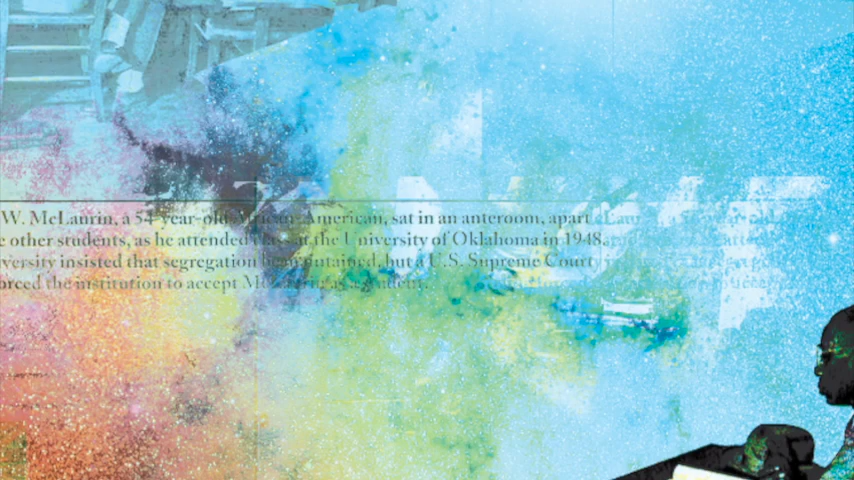 W. McLaurin, a 54-year-old African-American, sat in an anteroom, apart
e other students, as he attended class at the University of Oklahoma in 1948.
versity insisted that segregation be maintained, but a U.S. Supreme Court
orced the institution to accept McLaurin as a student.